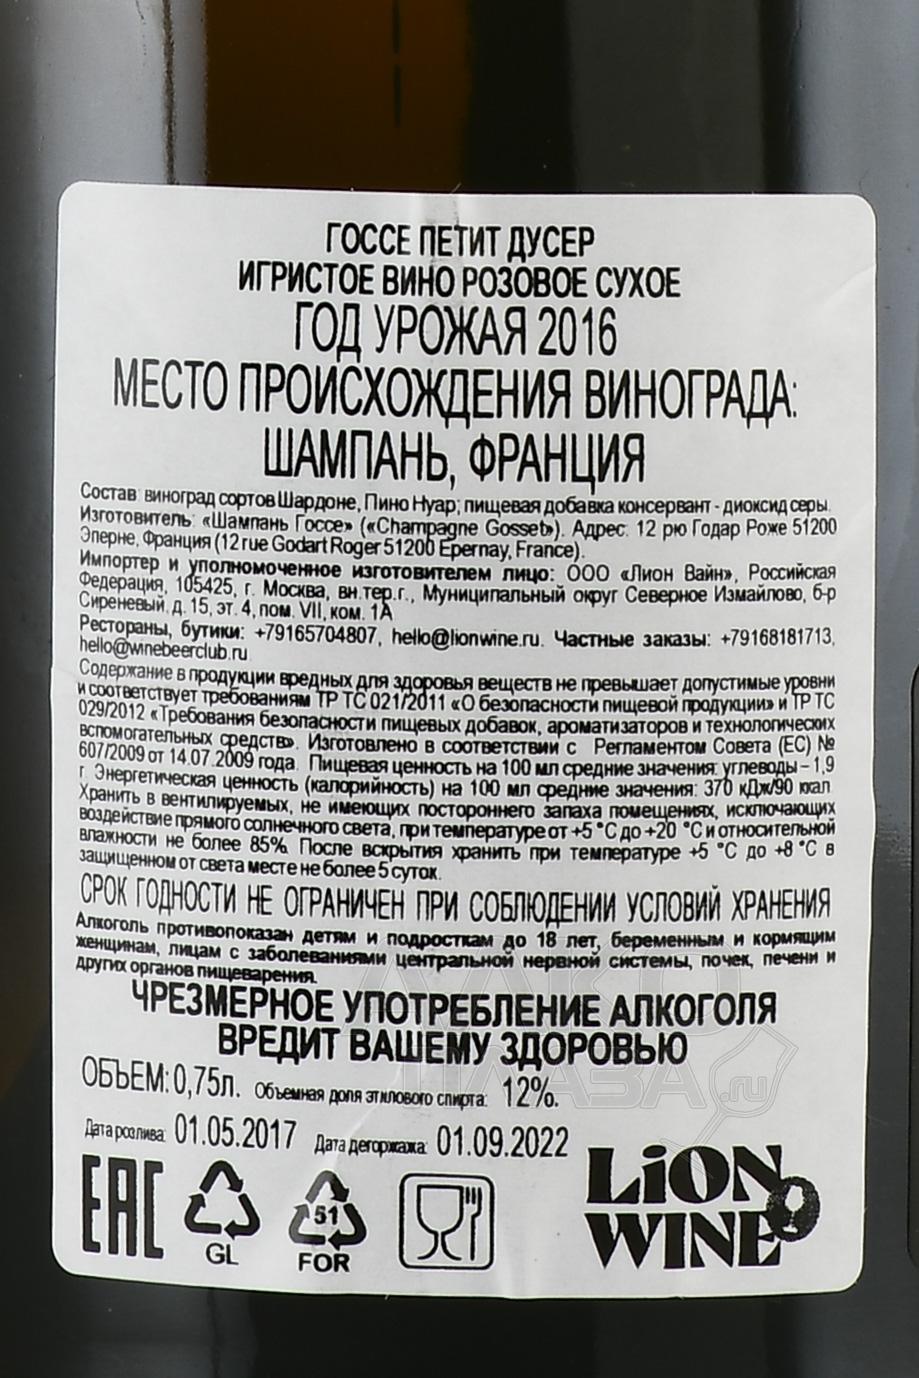 ГОССЕ ПЕТИТ ДУСЕР
ИГРИСТОЕ ВИНО РОЗОВОЕ СУХОЕ
ГОД УРОЖАЯ 2016
МЕСТО ПРОИСХОЖДЕНИЯ ВИНОГРАДА:
ШАМПАНЬ, ФРАНЦИЯ
Состав: виноград сортов Шардоне, Пино Нуар; пищевая добавка консервант - диоксид серы.
Изготовитель: «Шампань Госсе» («Champagne Gosset»). Адрес: 12 рю Годар Роже 51200
Эперне, Франция (12 rue Godart Roger 51200 Epernay, France).
Импортер и уполномоченное изготовителем лицо: ООО «Лион Вайн», Российская
Федерация, 105425, г. Москва, вн.тер.г., Муниципальный округ Северное Измайлово, б-р
Сиреневый, д. 15, эт. 4, пом. VII, ком. 1А
Рестораны, бутики: +79165704807, hello@lionwine.ru. Частные заказы: +79168181713,
hello@winebeerclub.ru
Содержание в продукции вредных для здоровья веществ не превышает допустимые уровни
и соответствует требованиям ТР ТС 021/2011 «О безопасности пищевой продукции» и ТР ТС
029/2012 «Требования безопасности пищевых добавок, ароматизаторов и технологических
вспомогательных средств». Изготовлено в соответствии с Регламентом Совета (ЕС) №
607/2009 от 14.07.2009 года. Пищевая ценность на 100 мл средние значения: углеводы – 1,9
г. Энергетическая ценность (калорийность) на 100 мл средние значения: 370 кДж/90 ккал.
Хранить в вентилируемых, не имеющих постороннего запаха помещениях, исключающих
воздействие прямого солнечного света, при температуре от +5 °С до +20 °С и относительной
влажности не более 85%. После вскрытия хранить при температуре +5 °С до +8 °С в
защищенном от света месте не более 5 суток.
СРОК ГОДНОСТИ НЕ ОГРАНИЧЕН ПРИ СОБЛЮДЕНИИ УСЛОВИЙ ХРАНЕНИЯ
Алкоголь противопоказан детям и подросткам до 18 лет, беременным и кормящим
женщинам, лицам с заболеваниями центральной нервной системы, почек, печени и
других органов пищеварения.
ЧРЕЗМЕРНОЕ УПОТРЕБЛЕНИЕ АЛКОГОЛЯ
ВРЕДИТ ВАШЕМУ ЗДОРОВЬЮ
ОБЪЕМ: 0,75л. Объемная доля этилового спирта: 12%.
Дата розлива: 01.05.2017 Дата дегоржажа: 01.09.2022
EAC
GL
51
FOR
LiON
WINE
АЛКО
ПЛАЗА.ru